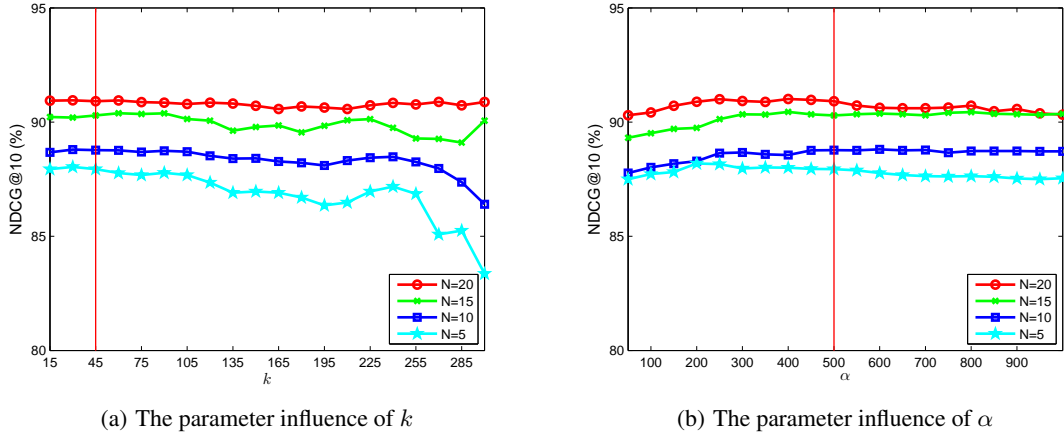 95
90
85
80
NDCG@10 (%)
15 45 75 105 135 165 195 225 255 285
k
N=20
N=15
N=10
N=5
(a) The parameter influence of k
95
90
85
80
NDCG@10 (%)
100 200 300 400 500 600 700 800 900
α
N=20
N=15
N=10
N=5
(b) The parameter influence of α